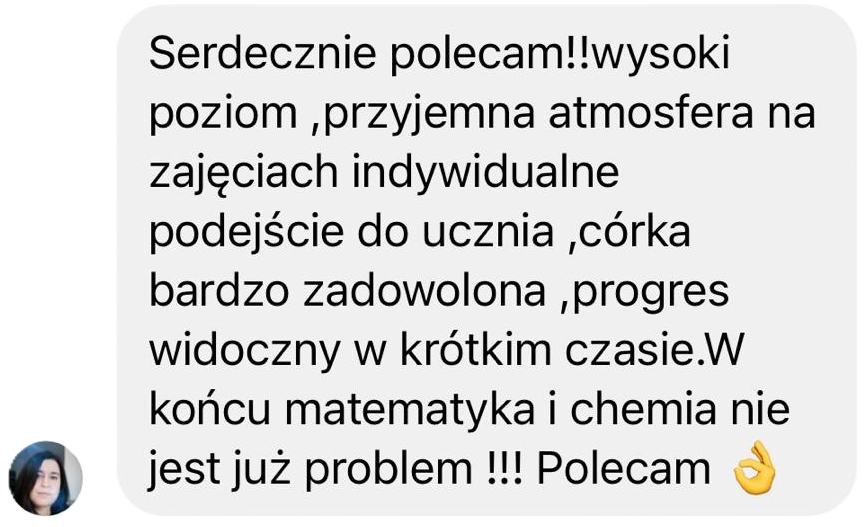 Serdecznie polecam!!wysoki
poziom ,przyjemna atmosfera na
zajęciach indywidualne
podejście do ucznia ,córka
bardzo zadowolona ,progres
widoczny w krótkim czasie.W
końcu matematyka i chemia nie
jest już problem !!! Polecam 👌